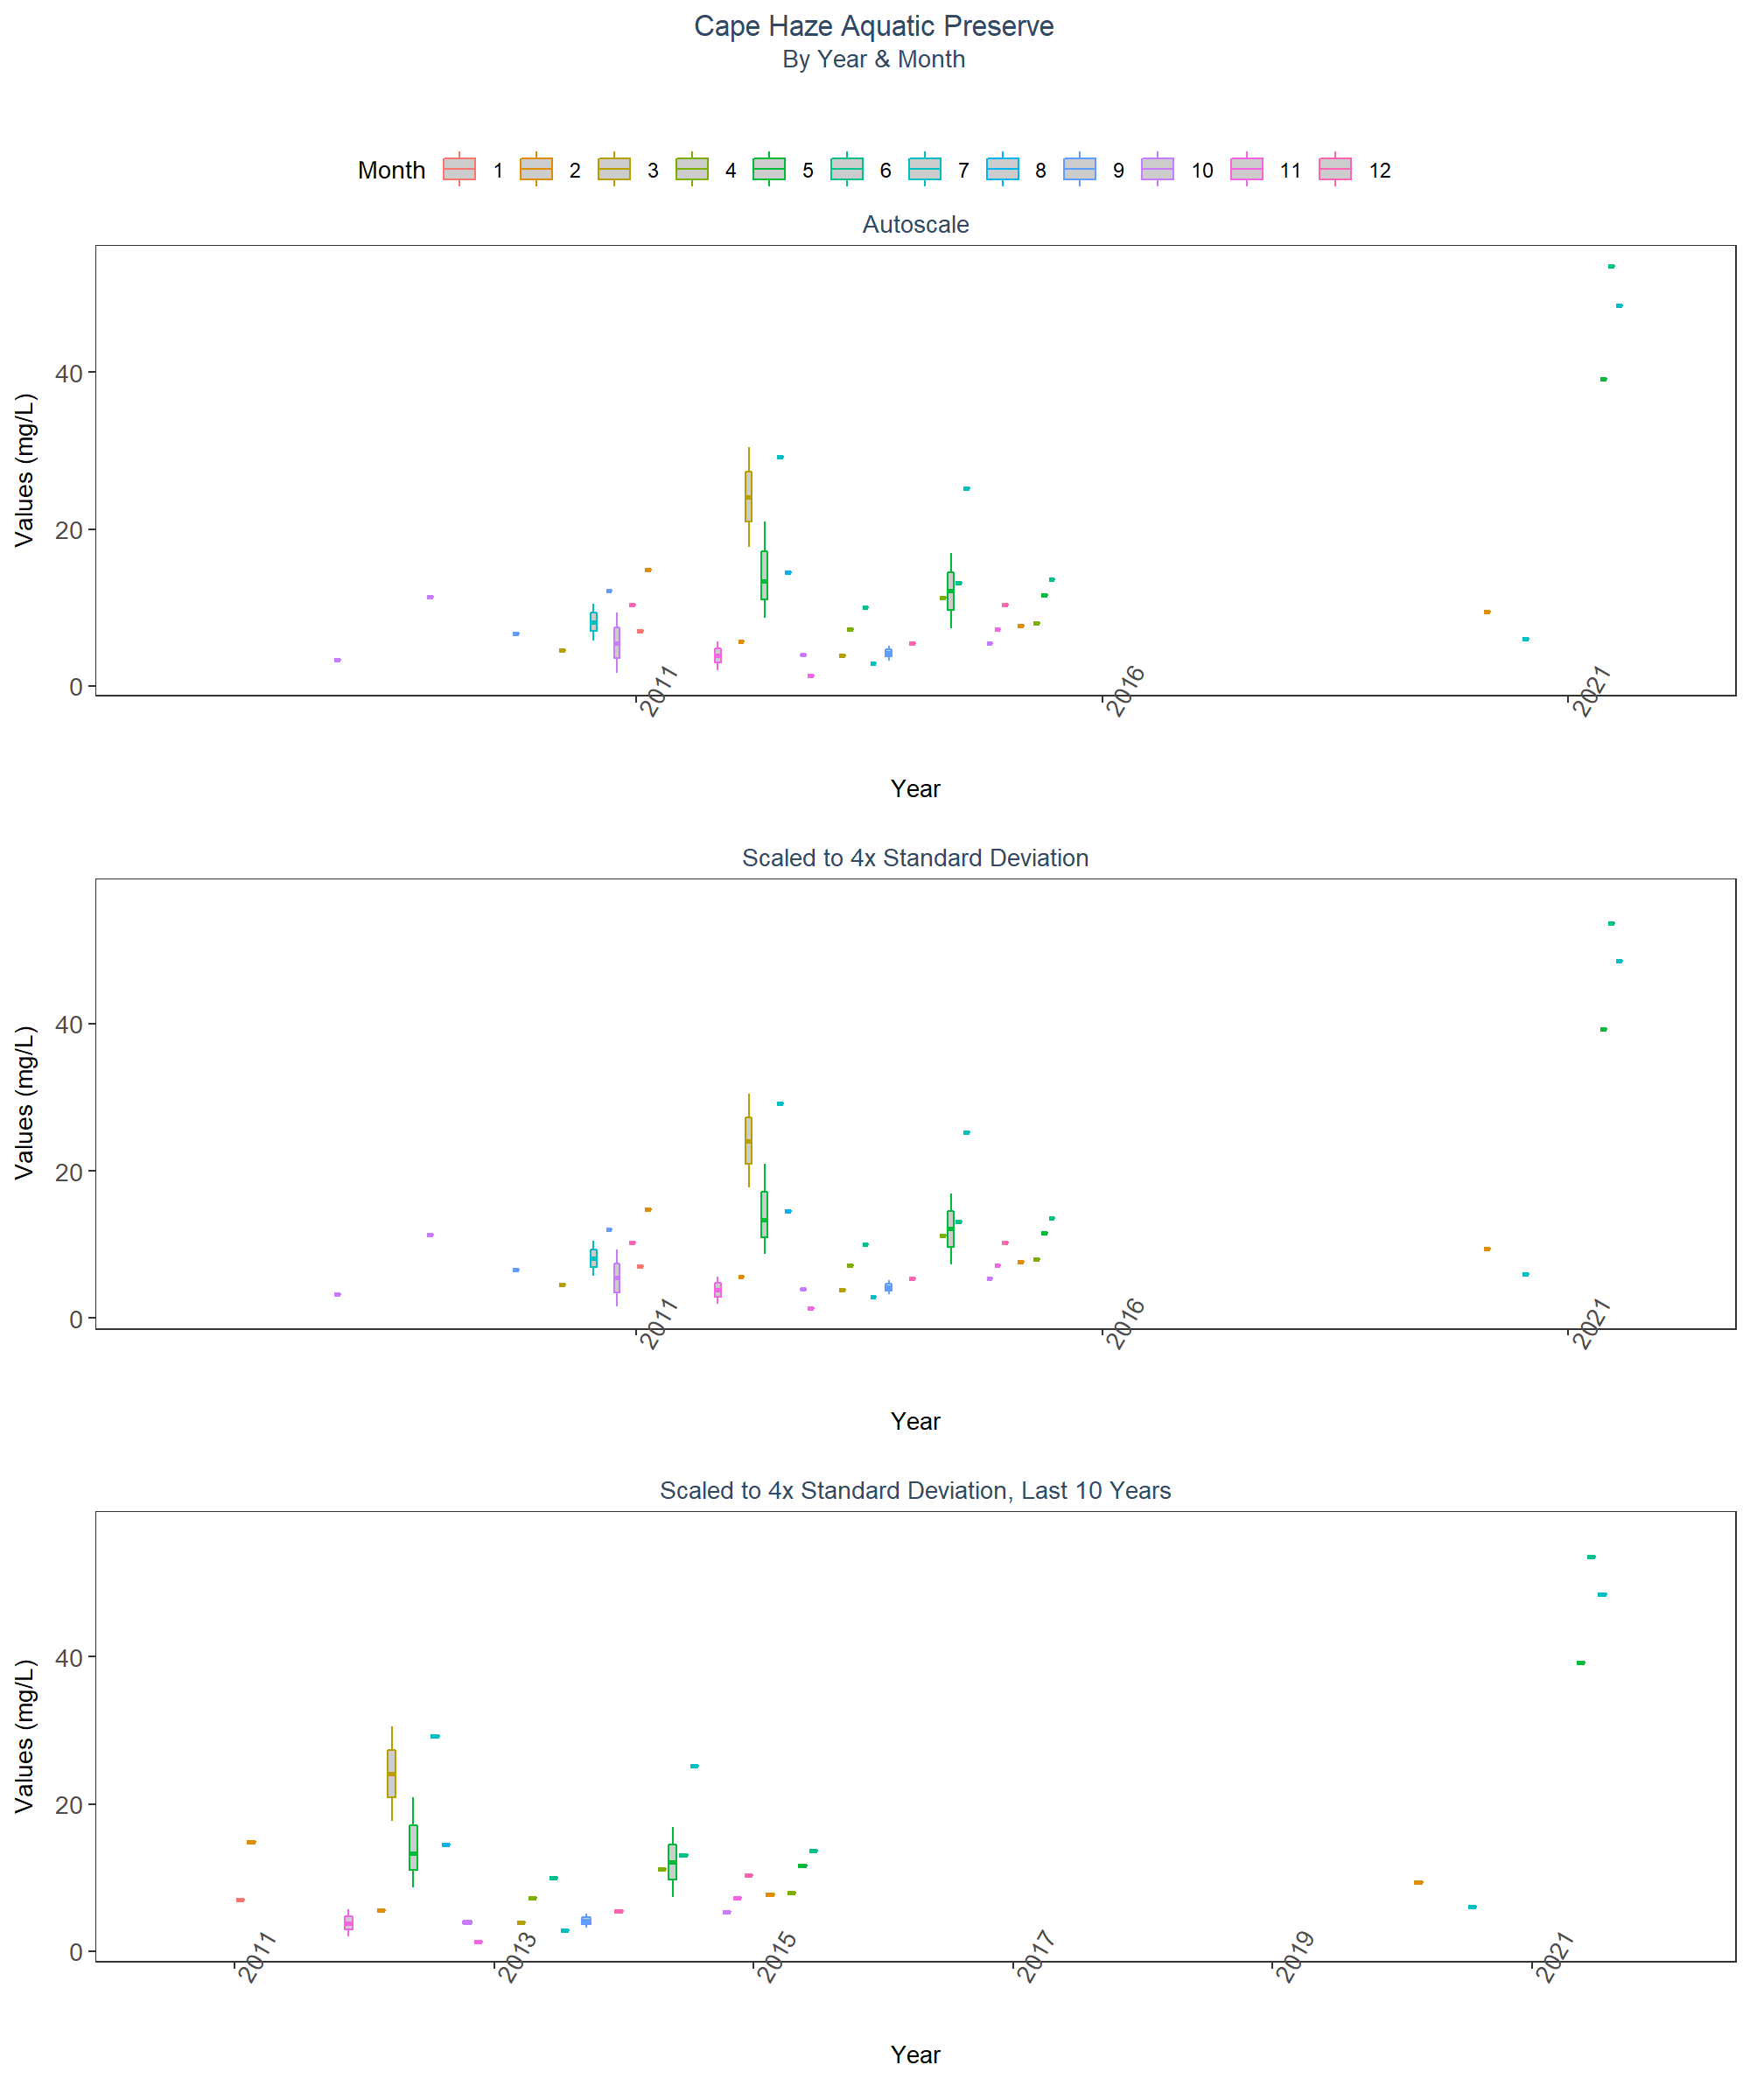 Cape Haze Aquatic Preserve
By Year & Month
Month 1 2 3 4 5 6 7 8 9 10 11 12
Autoscale
Values (mg/L)
40
20
0
2011 2016 2021
Year
Scaled to 4x Standard Deviation
Values (mg/L)
40
20
0
2011 2016 2021
Year
Scaled to 4x Standard Deviation, Last 10 Years
Values (mg/L)
40
20
0
2011 2013 2015 2017 2019 2021
Year